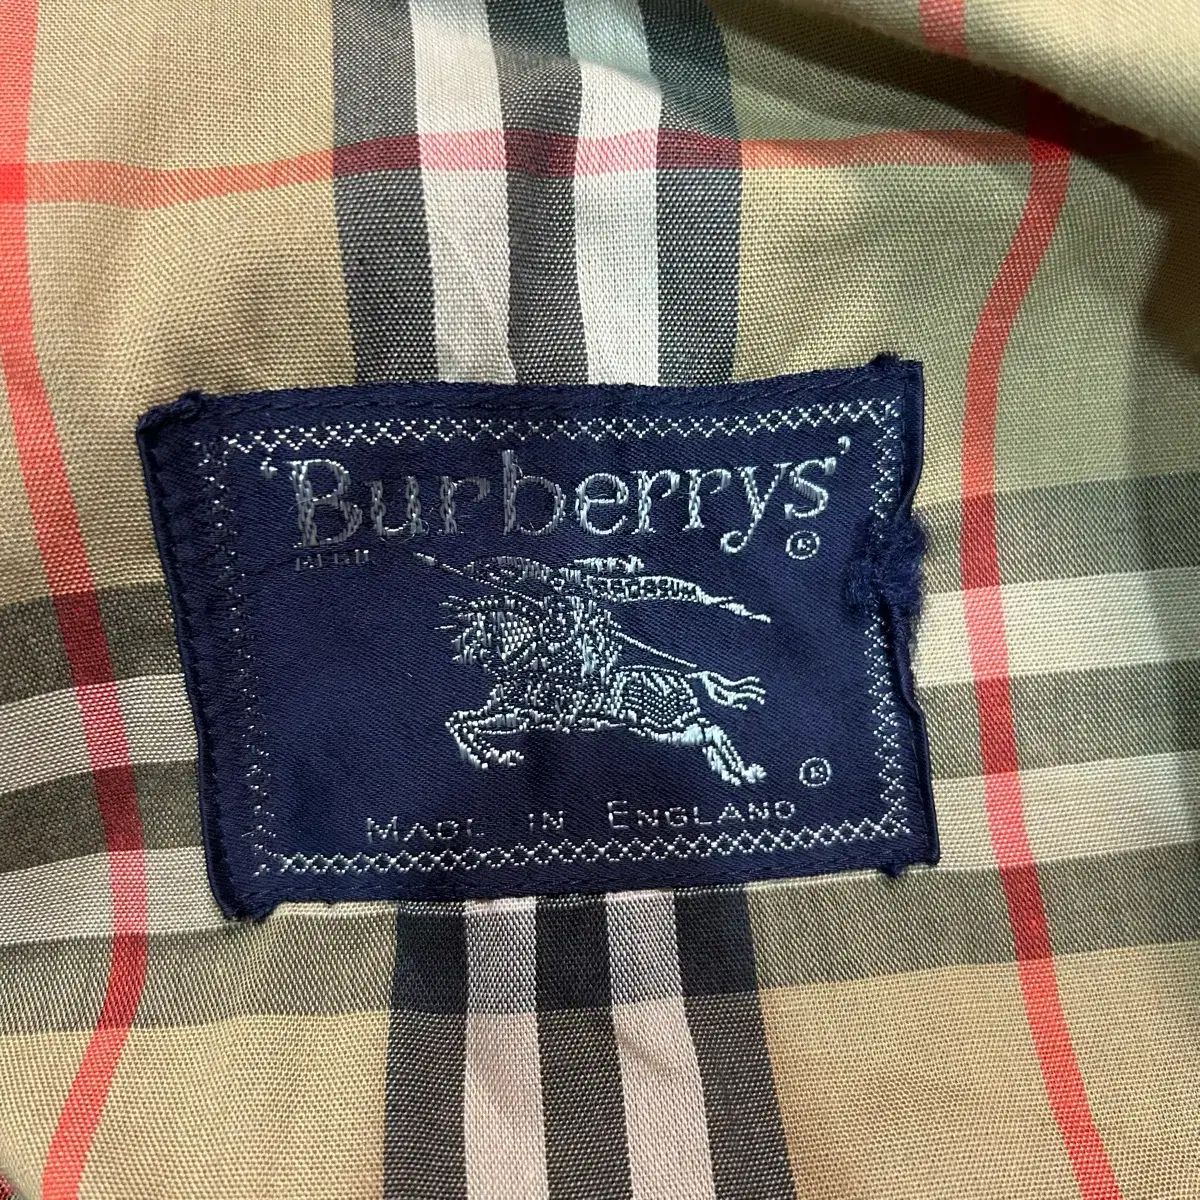 'Burberrys'
®
®
MADE IN ENGLAND